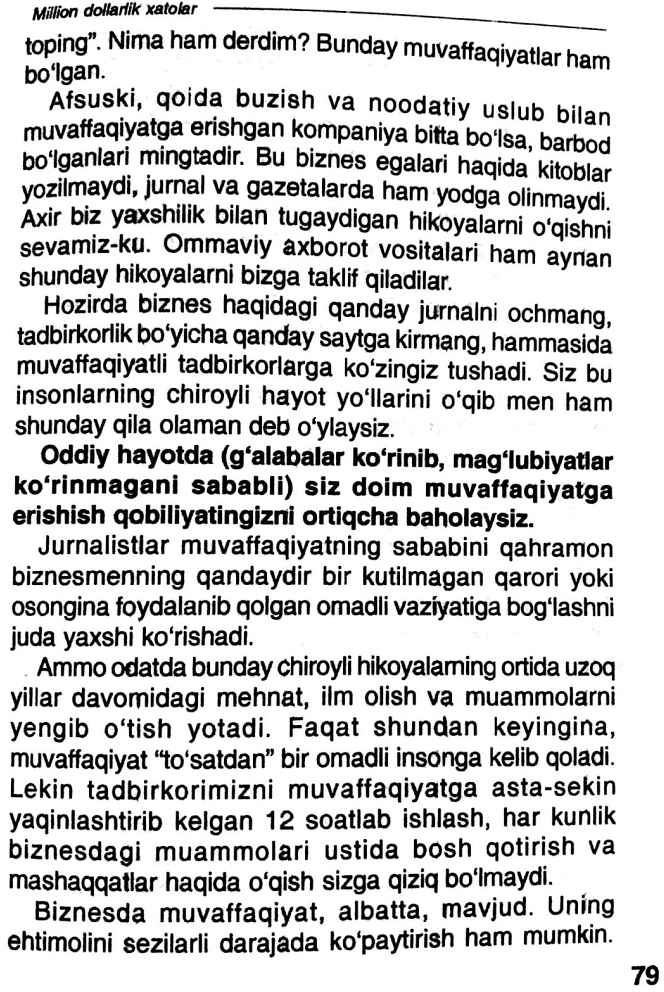 Million dollarlik xatolar
toping”. Nima ham derdim? Bunday muvaffaqiyatlar ham
bo‘lgan.
Afsuski, qoida buzish va noodatiy uslub bilan
muvaffaqiyatga erishgan kompaniya bitta bo‘lsa, barbod
bo‘lganlari mingtadir. Bu biznes egalari haqida kitoblar
yozilmaydi, jurnal va gazetalarda ham yodga olinmaydi.
Axir biz yaxshilik bilan tugaydigan hikoyalarni o‘qishni
sevamiz-ku. Ommaviy axborot vositalari ham aynan
shunday hikoyalarni bizga taklif qiladilar.
Hozirda biznes haqidagi qanday jurnalni ochmang,
tadbirkorlik bo‘yicha qanday saytga kirmang, hammasida
muvaffaqiyatli tadbirkorlarga ko‘zingiz tushadi. Siz bu
insonlarning chiroyli hayot yo‘llarini o‘qib men ham
shunday qila olaman deb o‘ylaysiz.
Oddiy hayotda (g‘alabalar ko‘rinib, mag‘lubiyatlar
ko‘rinmagani sababli) siz doim muvaffaqiyatga
erishish qobiliyatingizni ortiqcha baholaysiz.
Jurnalistlar muvaffaqiyatning sababini qahramon
biznesmenning qandaydir bir kutilmagan qarori yoki
osongina foydalanib qolgan omadli vaziyatiga bog‘lashni
juda yaxshi ko‘rishadi.
Ammo odatda bunday chiroyli hikoyalarning ortida uzoq
yillar davomidagi mehnat, ilm olish va muammolarni
yengib o‘tish yotadi. Faqat shundan keyingina,
muvaffaqiyat “to‘satdan” bir omadli insonga kelib qoladi.
Lekin tadbirkorimizni muvaffaqiyatga asta-sekin
yaqinlashtirib kelgan 12 soatlab ishlash, har kunlik
biznesdagi muammolari ustida bosh qotirish va
mashaqqatlar haqida o‘qish sizga qiziq bo‘lmaydi.
Biznesda muvaffaqiyat, albatta, mavjud. Uning
ehtimolini sezilarli darajada ko‘paytirish ham mumkin.
79